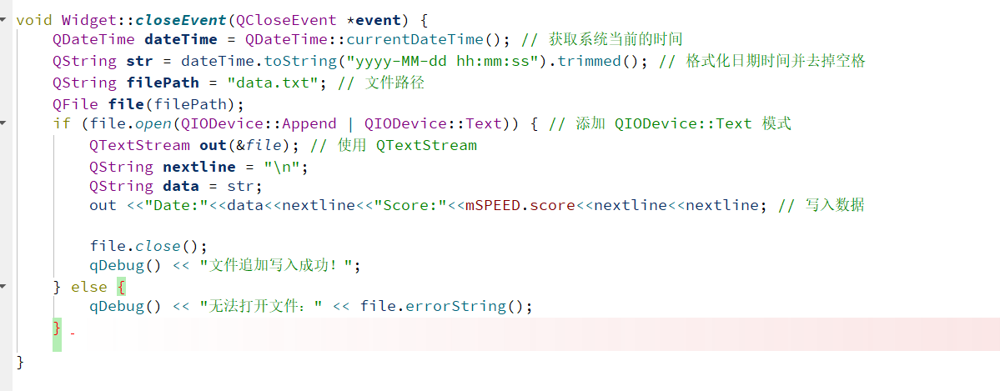 void Widget::closeEvent(QCloseEvent *event) {
    QDateTime dateTime = QDateTime::currentDateTime(); // 获取系统当前的时间
    QString str = dateTime.toString("yyyy-MM-dd hh:mm:ss").trimmed(); // 格式化日期时间并去掉空格
    QString filePath = "data.txt"; // 文件路径
    QFile file(filePath);
    if (file.open(QIODevice::Append | QIODevice::Text)) { // 添加 QIODevice::Text 模式
        QTextStream out(&file); // 使用 QTextStream
        QString nextline = "\n";
        QString data = str;
        out <<"Date:"<<data<<nextline<<"Score:"<<mSPEED.score<<nextline<<nextline; // 写入数据
        file.close();
        qDebug() << "文件追加写入成功！";
    } else {
        qDebug() << "无法打开文件：" << file.errorString();
    }
}